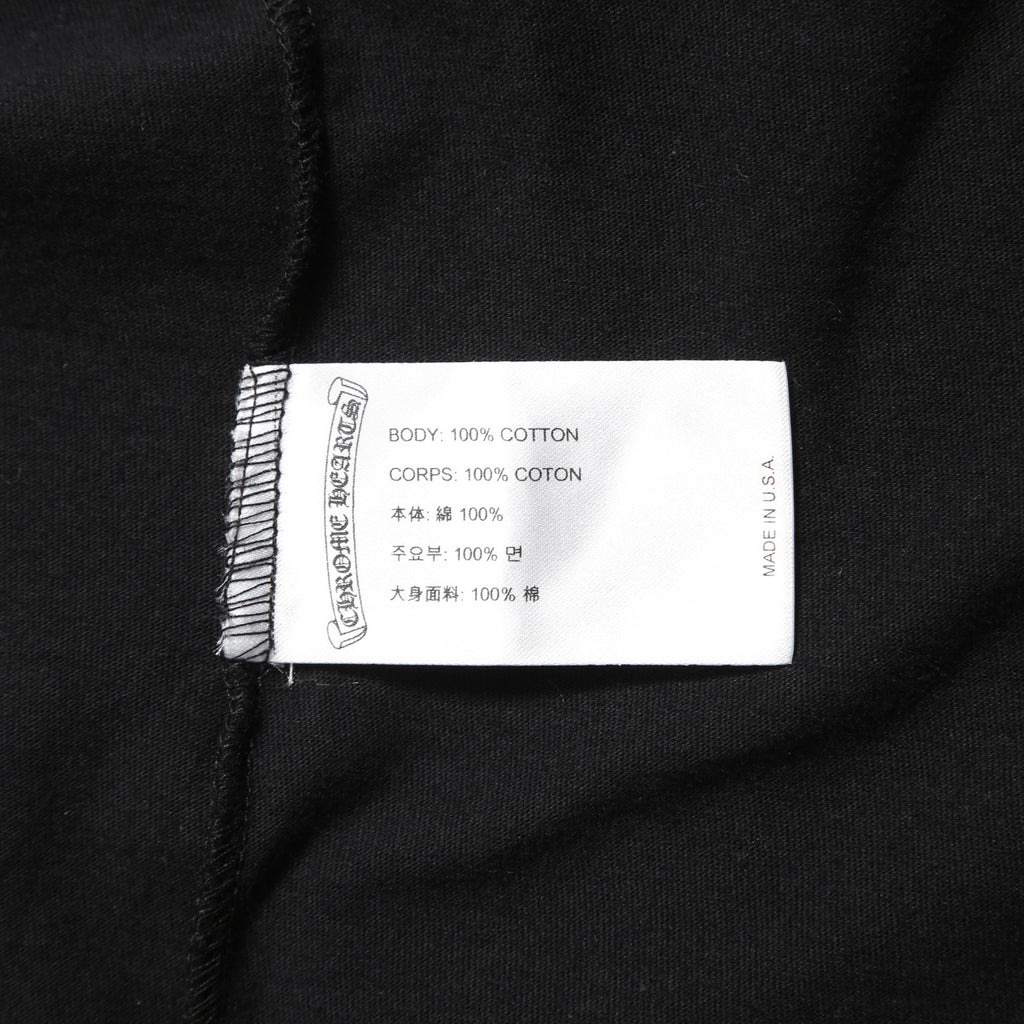 CHROME HEARTS
BODY: 100% COTTON
CORPS: 100% COTON
本体: 綿 100%
주요부: 100% 면
大身面料: 100% 棉
MADE IN U.S.A.